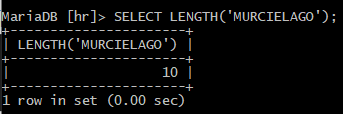 MariaDB [hr]> SELECT LENGTH('MURCIELAGO');
+----------------------+
| LENGTH('MURCIELAGO') |
+----------------------+
|                   10 |
+----------------------+
1 row in set (0.00 sec)